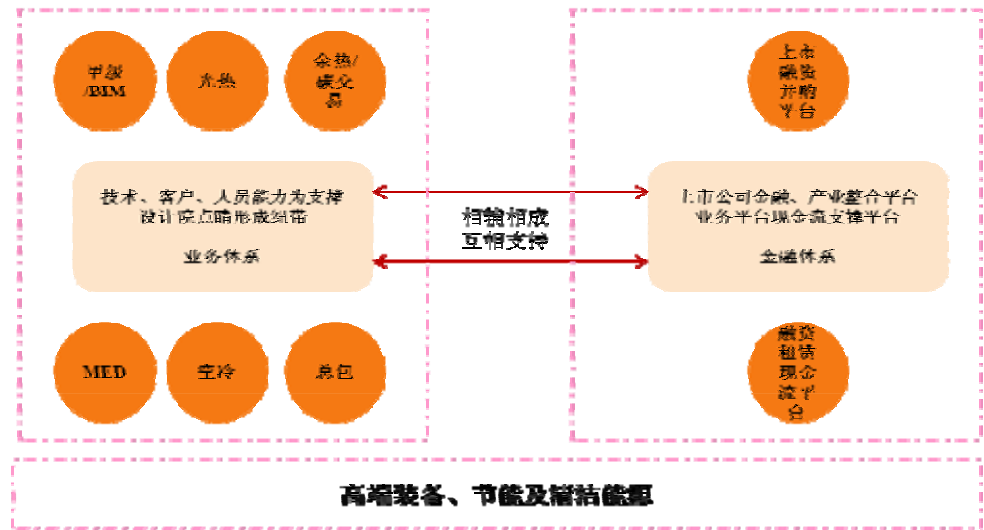 甲级
/BIM
光热
余热/
碳交
易
技术、客户、人员能力为支撑
设计院点睛形成纽带
业务体系
MED
空冷
总包
相辅相成
互相支持
上市
融资
并购
平台
上市公司金融、产业整合平台
业务平台现金流支撑平台
金融体系
融资
租赁
现金
流平
台
高端装备、节能及清洁能源